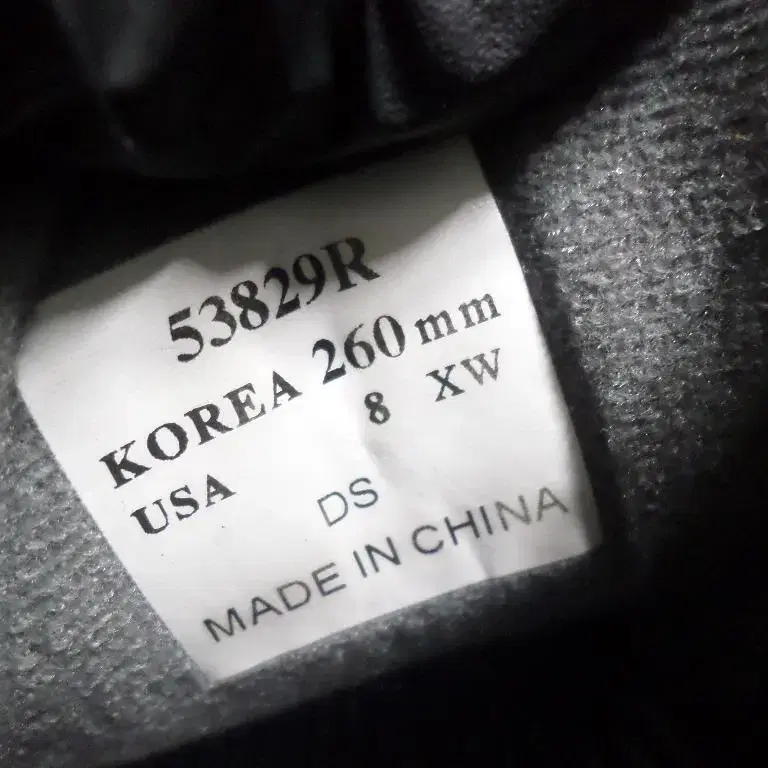 53829R
KOREA 260 mm
USA 8 XW
DS
MADE IN CHINA